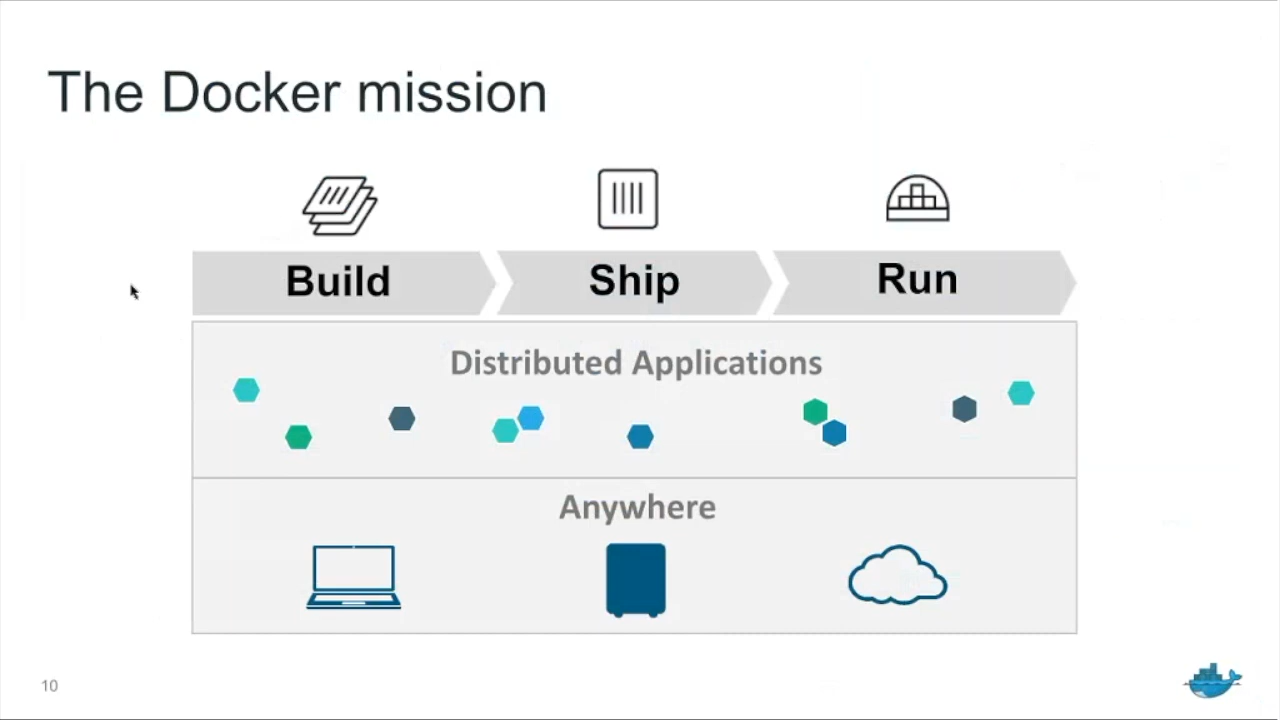 The Docker mission
Build
Ship
Run
Distributed Applications
Anywhere
10